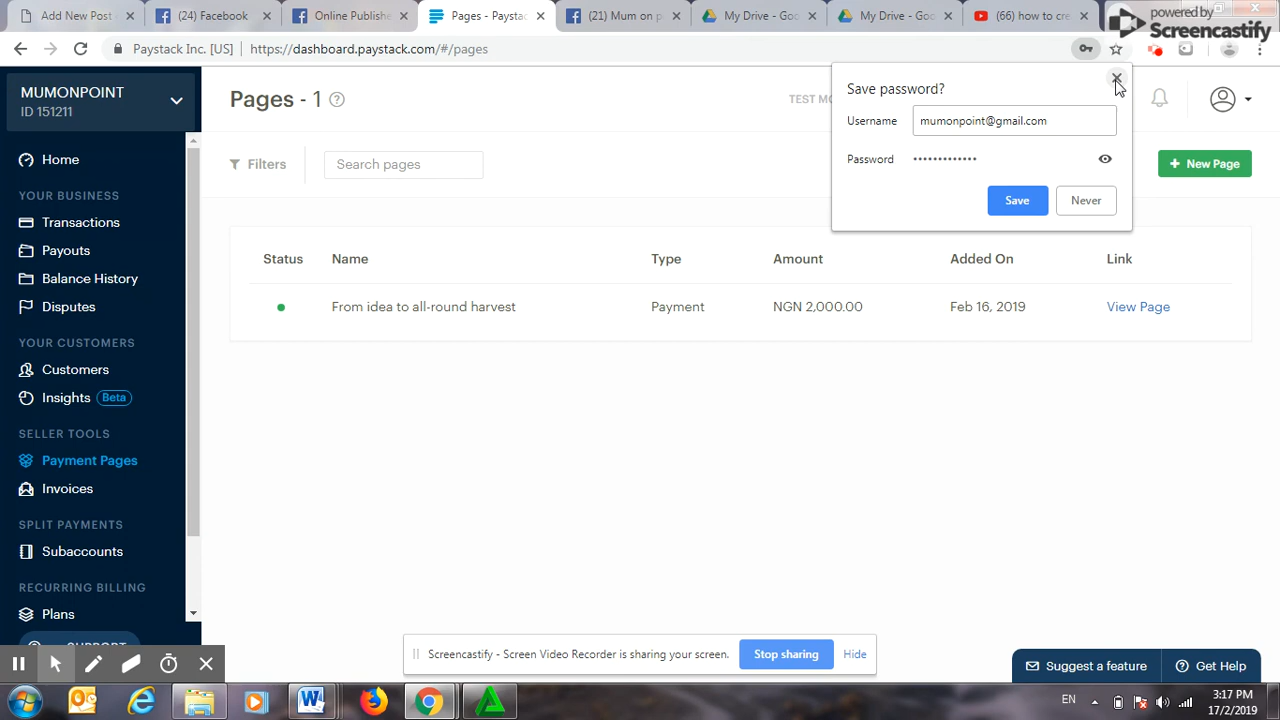 Add New Post
(24) Facebook
Online Publishe
Pages - Paystac
(21) Mum on p
My Drive - Goo
y Drive - Goo
(66) how to cre
powered by
Screencastify
Paystack Inc. [US]
https://dashboard.paystack.com/#/pages
MUMONPOINT
ID 151211
Pages - 1
TEST MO
Save password?
Username
mumonpoint@gmail.com
Password
•••••••••••••
Save
Never
Filters
Search pages
+ New Page
Home
YOUR BUSINESS
Transactions
Payouts
Balance History
Disputes
YOUR CUSTOMERS
Customers
Insights Beta
SELLER TOOLS
Payment Pages
Invoices
SPLIT PAYMENTS
Subaccounts
RECURRING BILLING
Plans
SUPPORT
Status Name Type Amount Added On Link
From idea to all-round harvest Payment NGN 2,000.00 Feb 16, 2019 View Page
Screencastify - Screen Video Recorder is sharing your screen.
Stop sharing
Hide
Suggest a feature
Get Help
EN
3:17 PM
17/2/2019